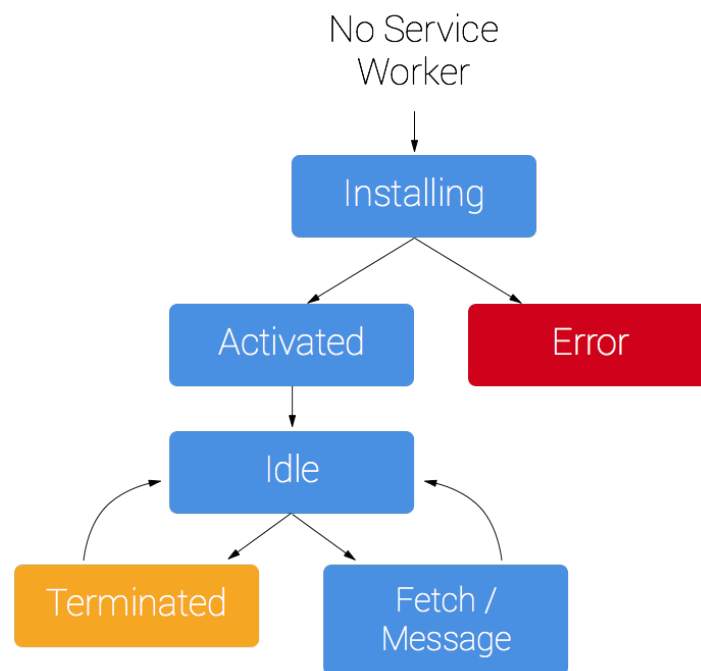 No Service
Worker
Installing
Activated
Error
Idle
Terminated
Fetch /
Message